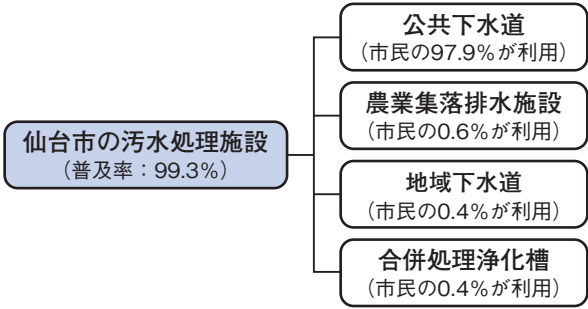 公共下水道
（市民の97.9%が利用）
農業集落排水施設
（市民の0.6%が利用）
仙台市の汚水処理施設
（普及率：99.3%）
地域下水道
（市民の0.4%が利用）
合併処理浄化槽
（市民の0.4%が利用）